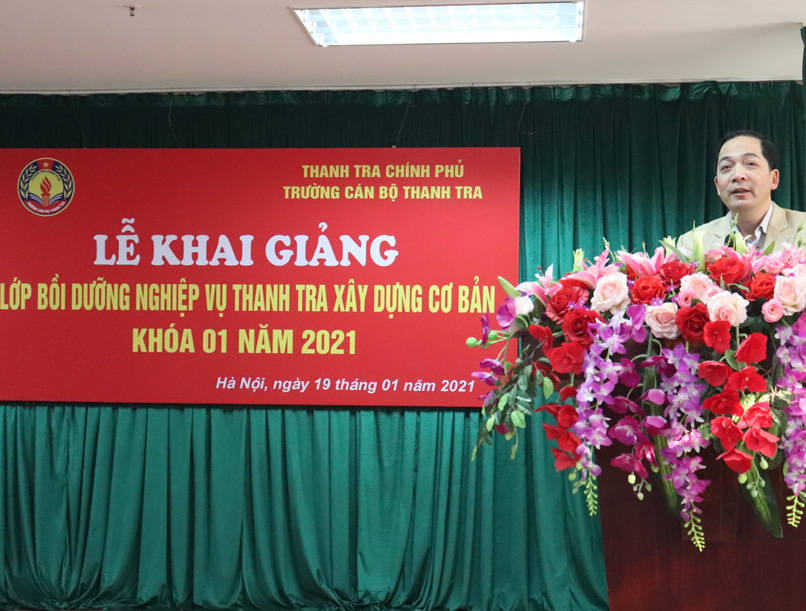 THANH TRA CHÍNH PHỦ
TRƯỜNG CÁN BỘ THANH TRA
LỄ KHAI GIẢNG
LỚP BỒI DƯỠNG NGHIỆP VỤ THANH TRA XÂY DỰNG CƠ BẢN
KHÓA 01 NĂM 2021
Hà Nội, ngày 19 tháng 01 năm 2021